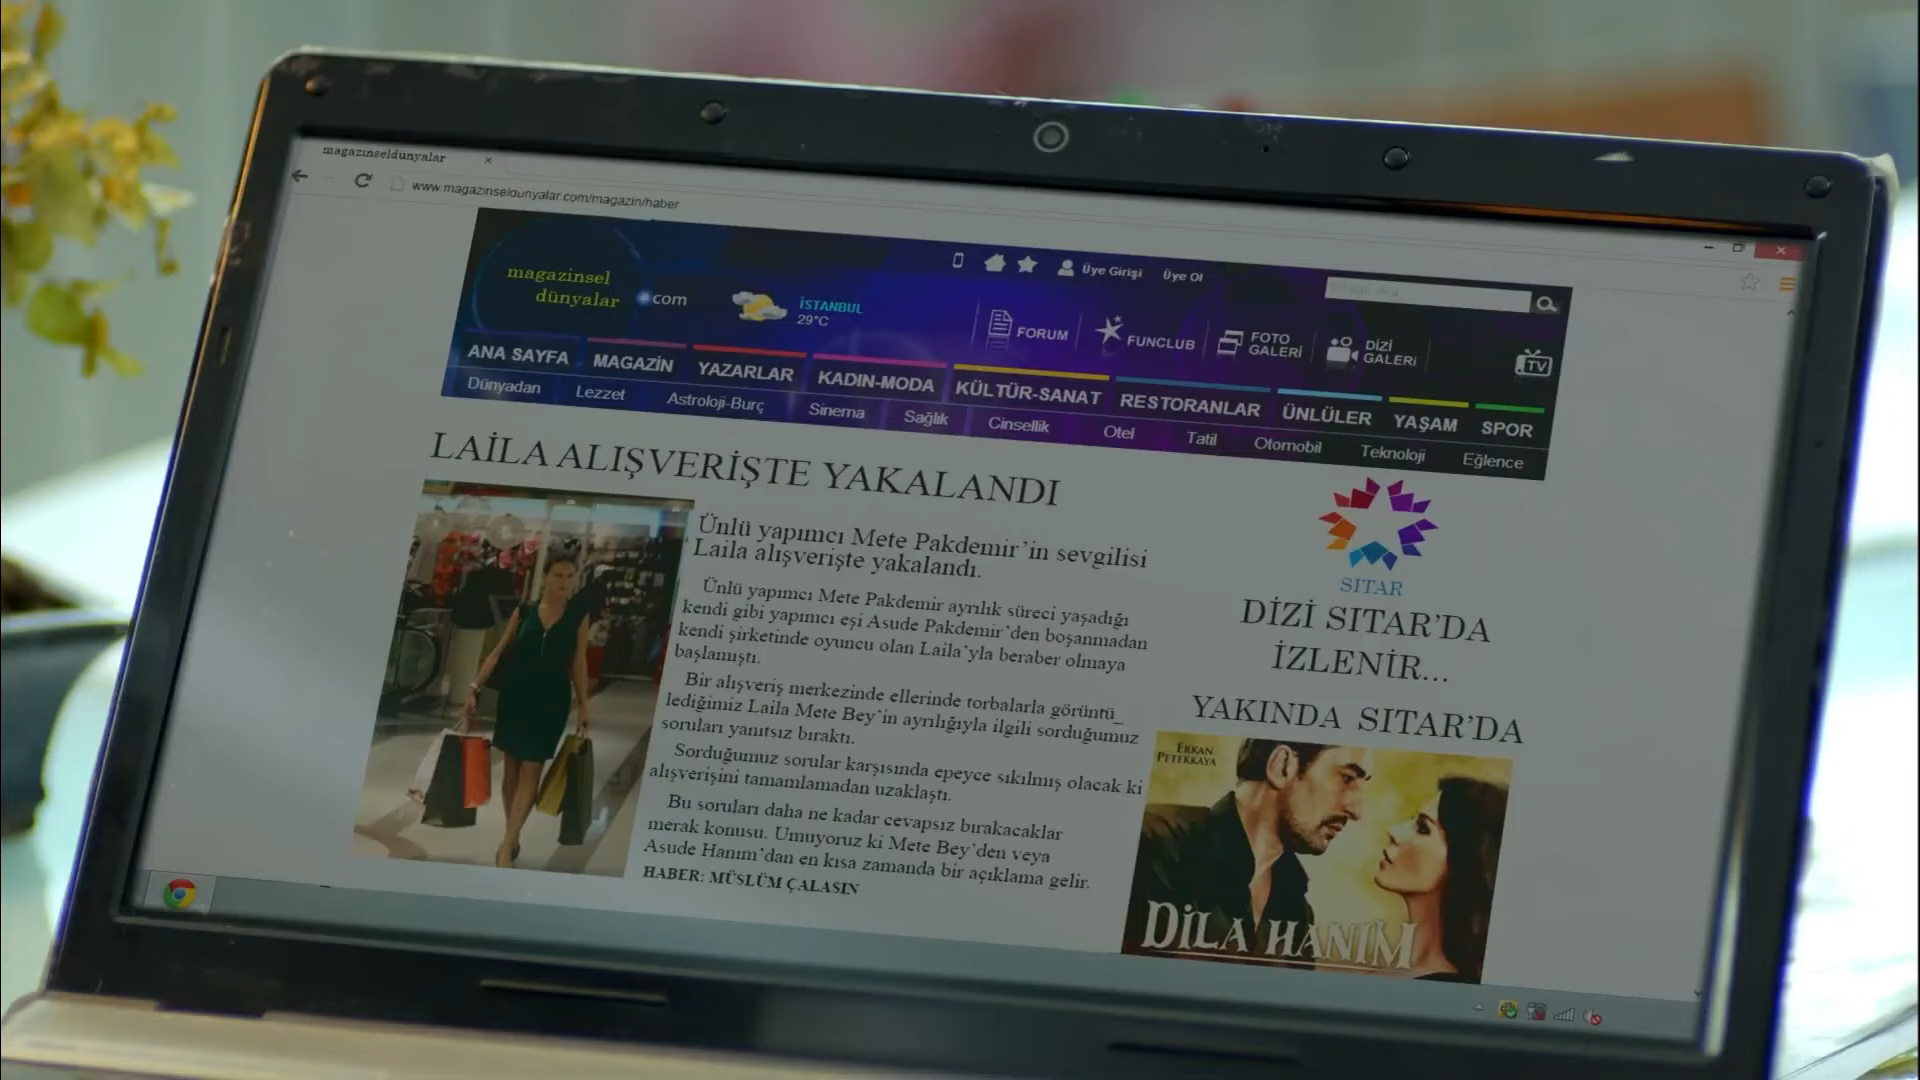 magazinseldunyalar
www.magazinseldunyalar.com/magazin/haber
magazinsel
dünyalar
com
İSTANBUL
29°C
Üye Girişi
Üye Ol
FORUM
FUNCLUB
FOTO
GALERİ
DİZİ
GALERİ
TV
ANA SAYFA
MAGAZİN
YAZARLAR
KADIN-MODA
KÜLTÜR-SANAT
RESTORANLAR
ÜNLÜLER
YAŞAM
SPOR
Dünyadan
Lezzet
Astroloji-Burç
Sinema
Sağlık
Cinsellik
Otel
Tatil
Otomobil
Teknoloji
Eğlence
LAİLA ALIŞVERİŞTE YAKALANDI
Ünlü yapımcı Mete Pakdemir'in sevgilisi
Laila alışverişte yakalandı.
Ünlü yapımcı Mete Pakdemir ayrılık süreci yaşadığı
kendi gibi yapımcı eşi Asude Pakdemir'den boşanmadan
kendi şirketinde oyuncu olan Laila'yla beraber olmaya
başlamıştı.
Bir alışveriş merkezinde ellerinde torbalarla görüntü_
lediğimiz Laila Mete Bey'in ayrılığıyla ilgili sorduğumuz
soruları yanıtsız bıraktı.
Sorduğumuz sorular karşısında epeyce sıkılmış olacak ki
alışverişini tamamlamadan uzaklaştı.
Bu soruları daha ne kadar cevapsız bırakacaklar
merak konusu. Umuyoruz ki Mete Bey'den veya
Asude Hanım'dan en kısa zamanda bir açıklama gelir.
HABER: MÜSLÜM ÇALASIN
SITAR
DİZİ SITAR'DA
İZLENİR...
YAKINDA SITAR'DA
ERKAN
PETEKKAYA
DİLA HANIM